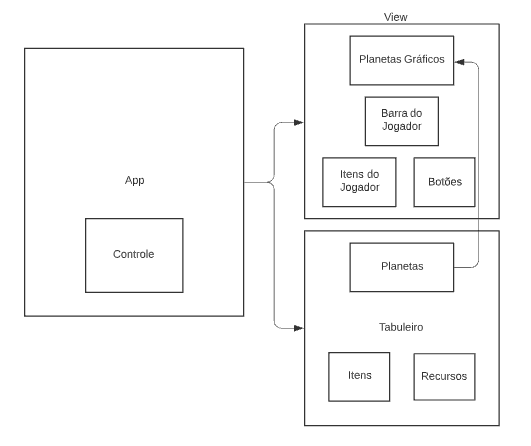 View
Planetas Gráficos
Barra do
Jogador
Itens do
Jogador
Botões
App
Controle
Planetas
Tabuleiro
Itens
Recursos